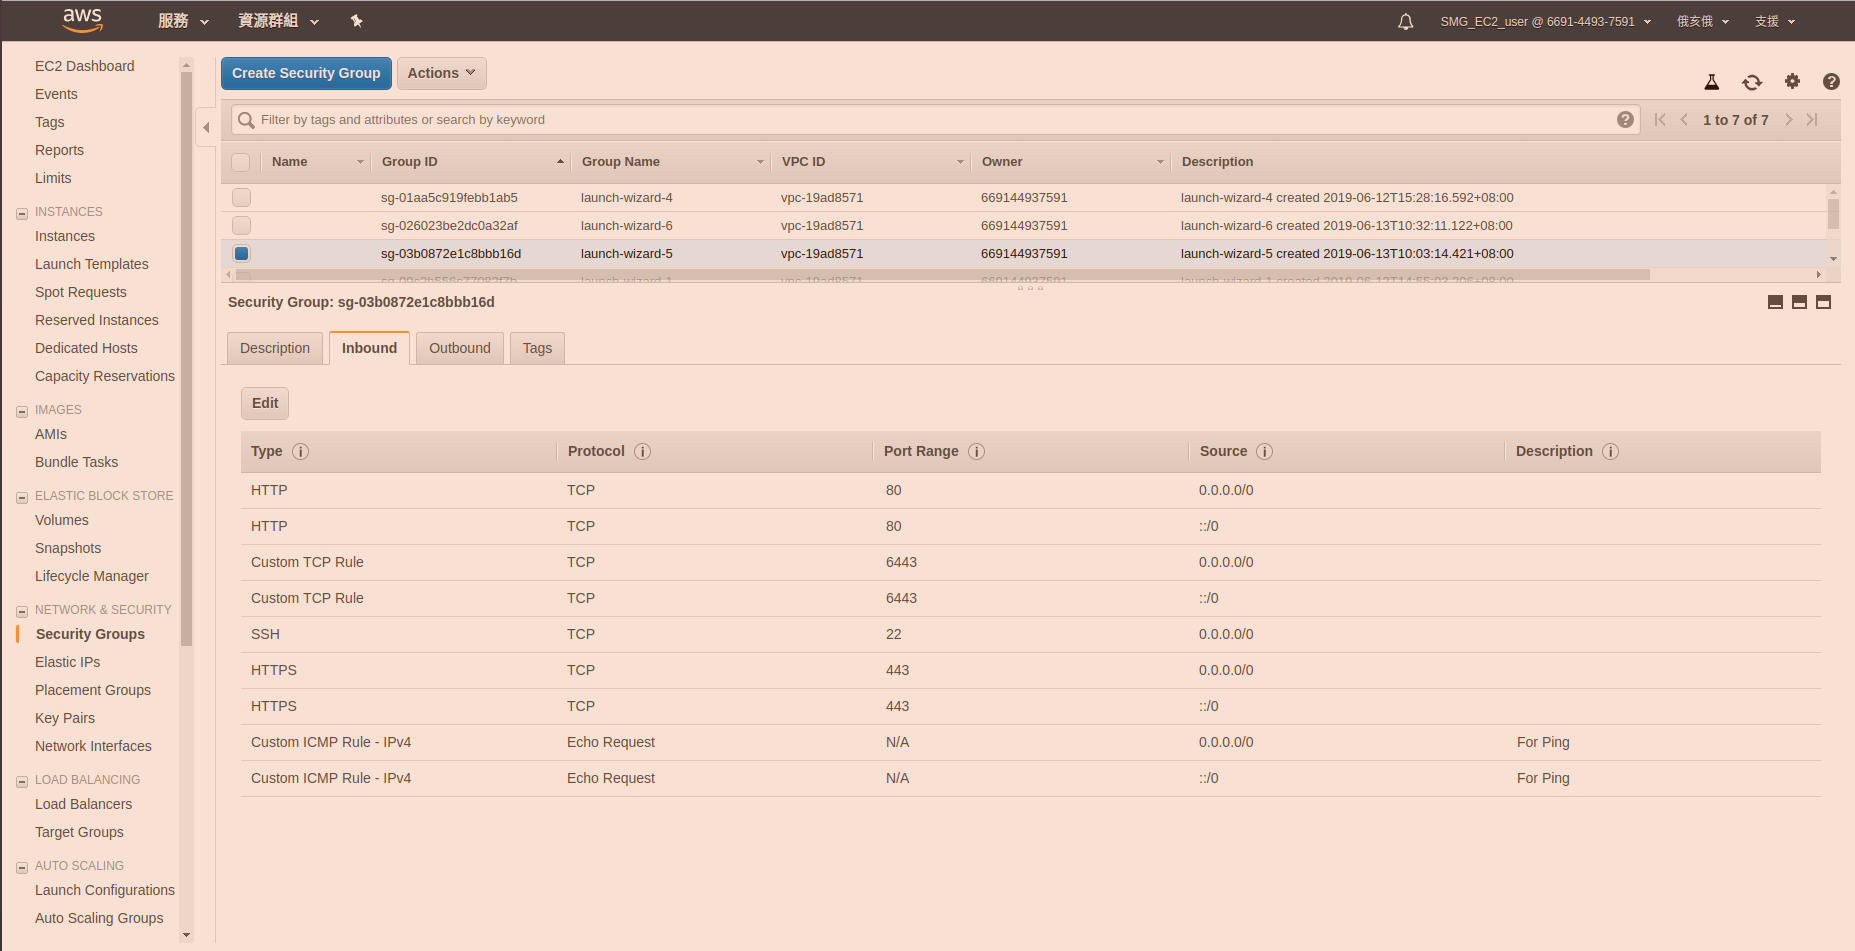 aws 服務 資源群組 SMG_EC2_user @ 6691-4493-7591 俄亥俄 支援
EC2 Dashboard
Events
Tags
Reports
Limits
INSTANCES
Instances
Launch Templates
Spot Requests
Reserved Instances
Dedicated Hosts
Capacity Reservations
IMAGES
AMIs
Bundle Tasks
ELASTIC BLOCK STORE
Volumes
Snapshots
Lifecycle Manager
NETWORK & SECURITY
Security Groups
Elastic IPs
Placement Groups
Key Pairs
Network Interfaces
LOAD BALANCING
Load Balancers
Target Groups
AUTO SCALING
Launch Configurations
Auto Scaling Groups
Create Security Group Actions
Filter by tags and attributes or search by keyword 1 to 7 of 7
Name Group ID Group Name VPC ID Owner Description
sg-01aa5c919febb1ab5 launch-wizard-4 vpc-19ad8571 669144937591 launch-wizard-4 created 2019-06-12T15:28:16.592+08:00
sg-026023be2dc0a32af launch-wizard-6 vpc-19ad8571 669144937591 launch-wizard-6 created 2019-06-13T10:32:11.122+08:00
sg-03b0872e1c8bbb16d launch-wizard-5 vpc-19ad8571 669144937591 launch-wizard-5 created 2019-06-13T10:03:14.421+08:00
launch-wizard-1 vpc-19ad8571 669144937591
Security Group: sg-03b0872e1c8bbb16d
Description Inbound Outbound Tags
Edit
Type Protocol Port Range Source Description
HTTP TCP 80 0.0.0.0/0
HTTP TCP 80 ::/0
Custom TCP Rule TCP 6443 0.0.0.0/0
Custom TCP Rule TCP 6443 ::/0
SSH TCP 22 0.0.0.0/0
HTTPS TCP 443 0.0.0.0/0
HTTPS TCP 443 ::/0
Custom ICMP Rule - IPv4 Echo Request N/A 0.0.0.0/0 For Ping
Custom ICMP Rule - IPv4 Echo Request N/A ::/0 For Ping